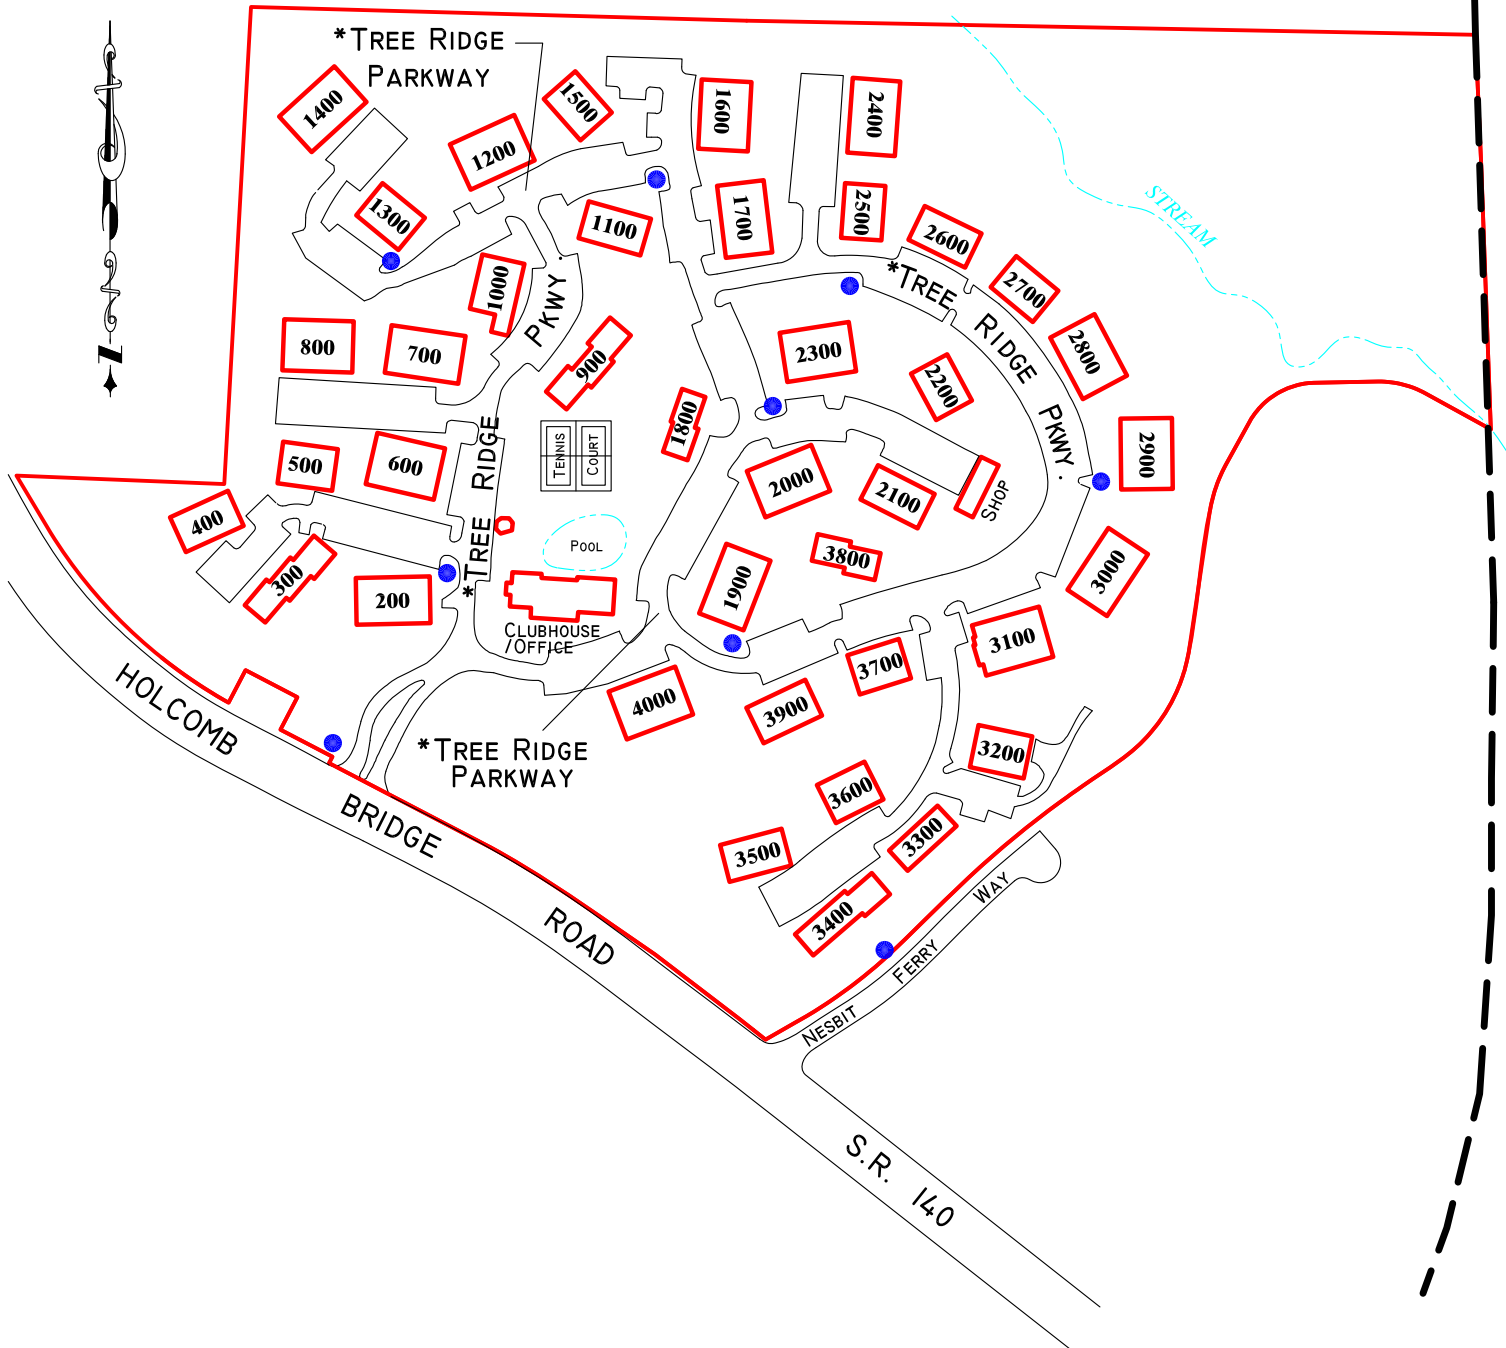 *TREE RIDGE
PARKWAY
1400
1500
1600
2400
1200
1300
1100
1700
2500
2600
STREAM
*TREE
RIDGE
PKWY.
2700
1000
PKWY.
800
700
900
2300
2200
2800
1800
500
600
*TREE RIDGE
TENNIS
COURT
2000
2100
SHOP
2900
400
300
200
POOL
3800
1900
3000
CLUBHOUSE
/OFFICE
3100
3700
4000
3900
3200
*TREE RIDGE
PARKWAY
HOLCOMB
BRIDGE
ROAD
3600
3500
3300
3400
NESBIT
FERRY
WAY
S.R. 140
N